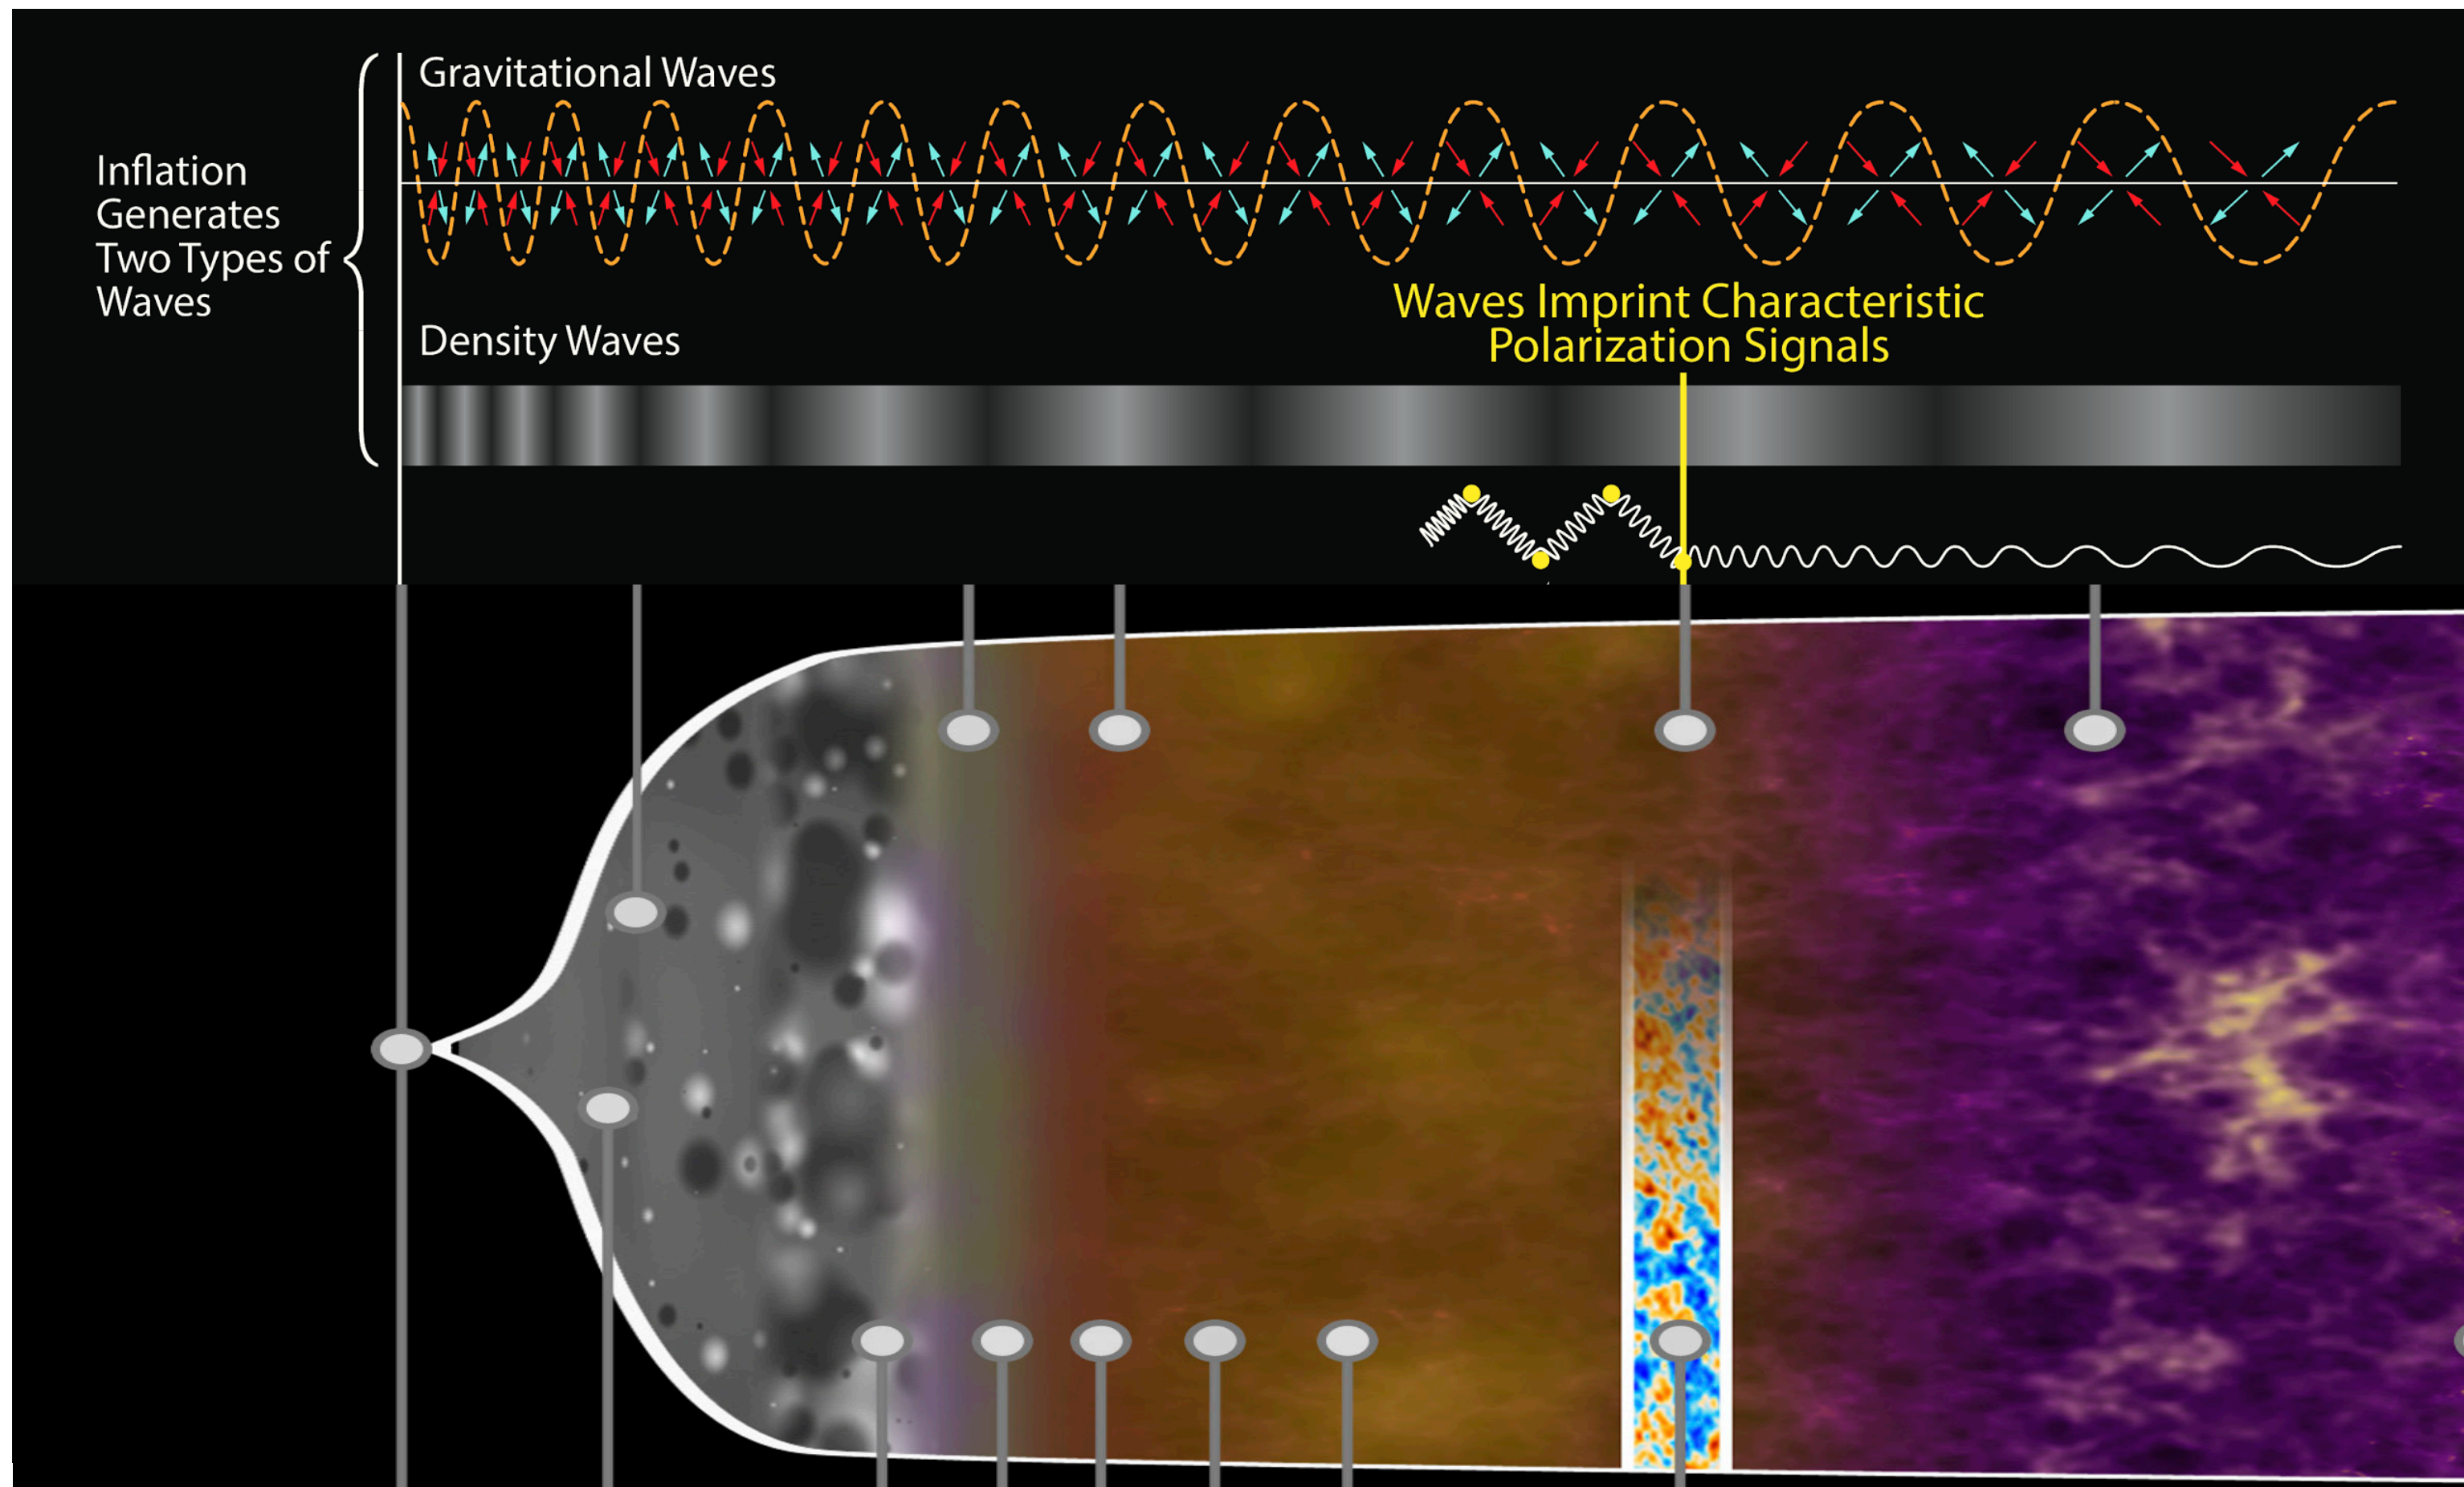 Gravitational Waves
Inflation
Generates
Two Types of
Waves
Waves Imprint Characteristic
Polarization Signals
Density Waves